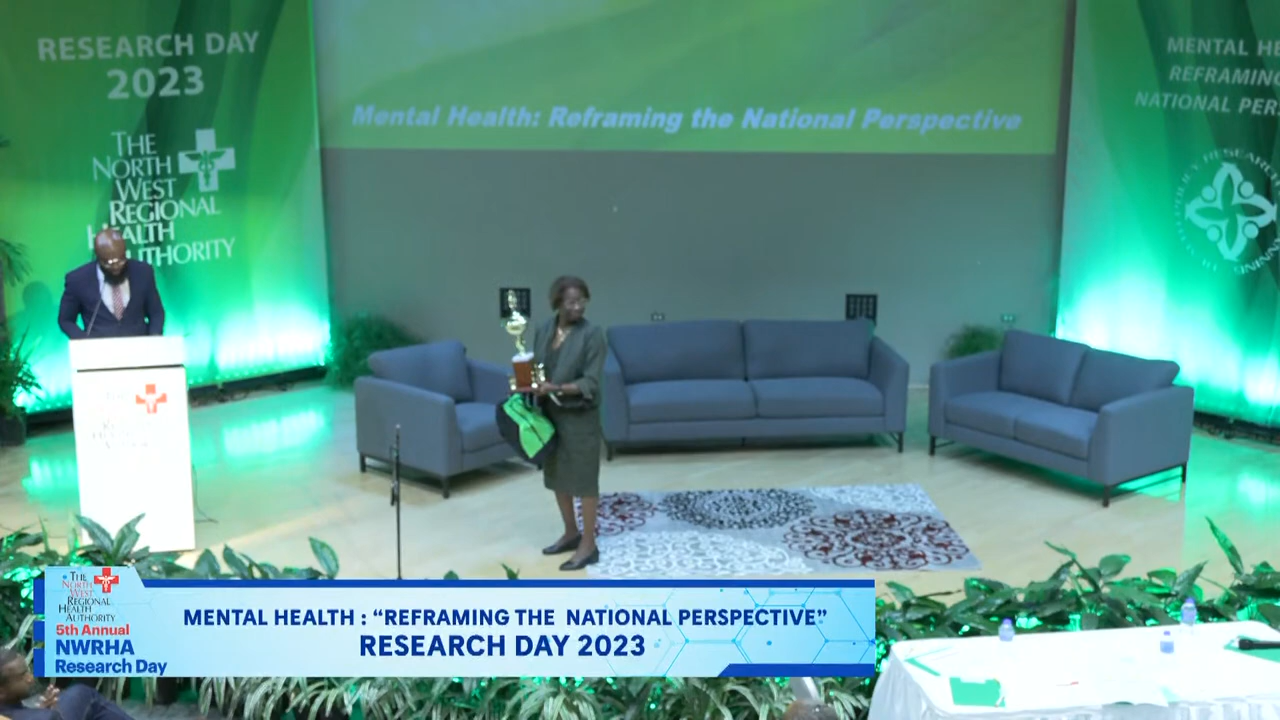 RESEARCH DAY
2023
THE
NORTH
WEST
REGIONAL
HEALTH
AUTHORITY
Mental Health: Reframing the National Perspective
MENTAL HE
REFRAMING
NATIONAL PER
THE
NORTH
WEST
REGIONAL
HEALTH
AUTHORITY
5th Annual
NWRHA
Research Day
MENTAL HEALTH : “REFRAMING THE NATIONAL PERSPECTIVE”
RESEARCH DAY 2023